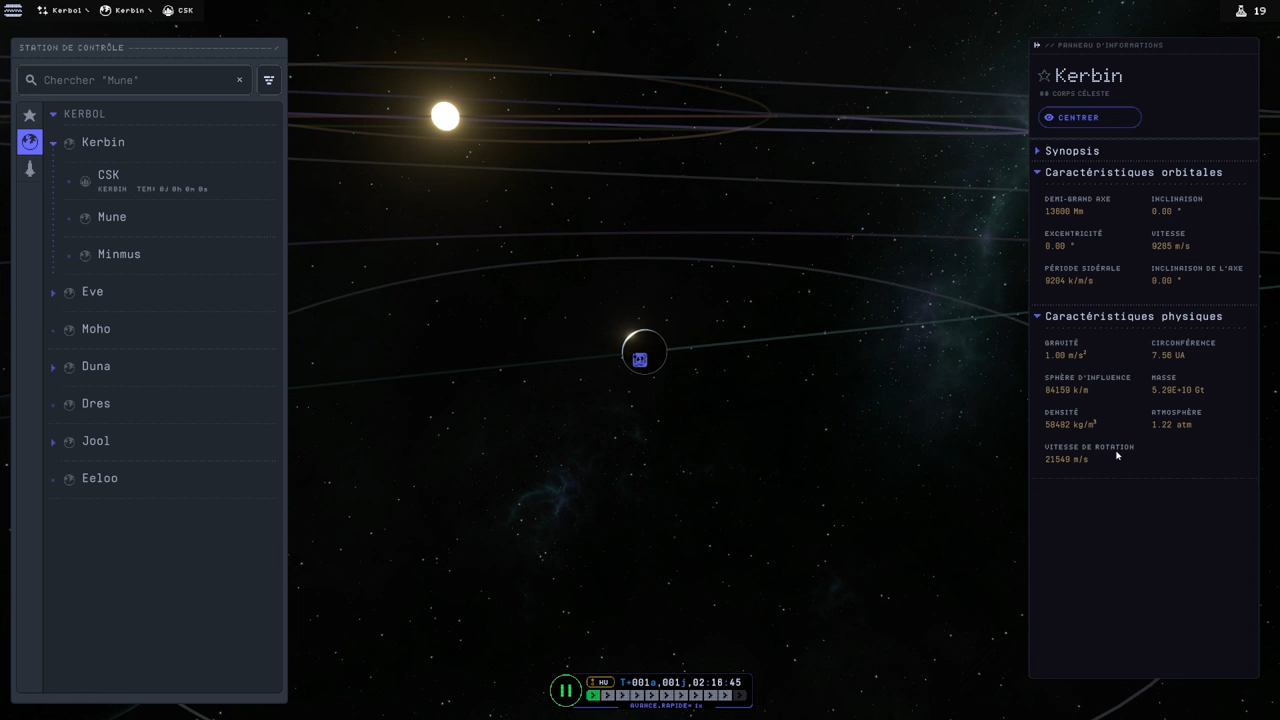 Kerbol
Kerbin
CSK
19
STATION DE CONTRÔLE
Chercher "Mune"
KERBOL
Kerbin
CSK
KERBIN TEM: 0J 0h 0m 0s
Mune
Minmus
Eve
Moho
Duna
Dres
Jool
Eeloo
// PANNEAU D'INFORMATIONS
Kerbin
CORPS CÉLESTE
CENTRER
Synopsis
Caractéristiques orbitales
DEMI-GRAND AXE
13600 Mm
INCLINAISON
0.00 °
EXCENTRICITÉ
0.00 °
VITESSE
9285 m/s
PÉRIODE SIDÉRALE
9204 k/m/s
INCLINAISON DE L'AXE
0.00 °
Caractéristiques physiques
GRAVITÉ
1.00 m/s²
CIRCONFÉRENCE
7.56 UA
SPHÈRE D'INFLUENCE
84159 k/m
MASSE
5.29E+10 Gt
DENSITÉ
58482 kg/m³
ATMOSPHÈRE
1.22 atm
VITESSE DE ROTATION
21549 m/s
HU
T+001a,001j,02:16:45
AVANCE.RAPIDE= 1x